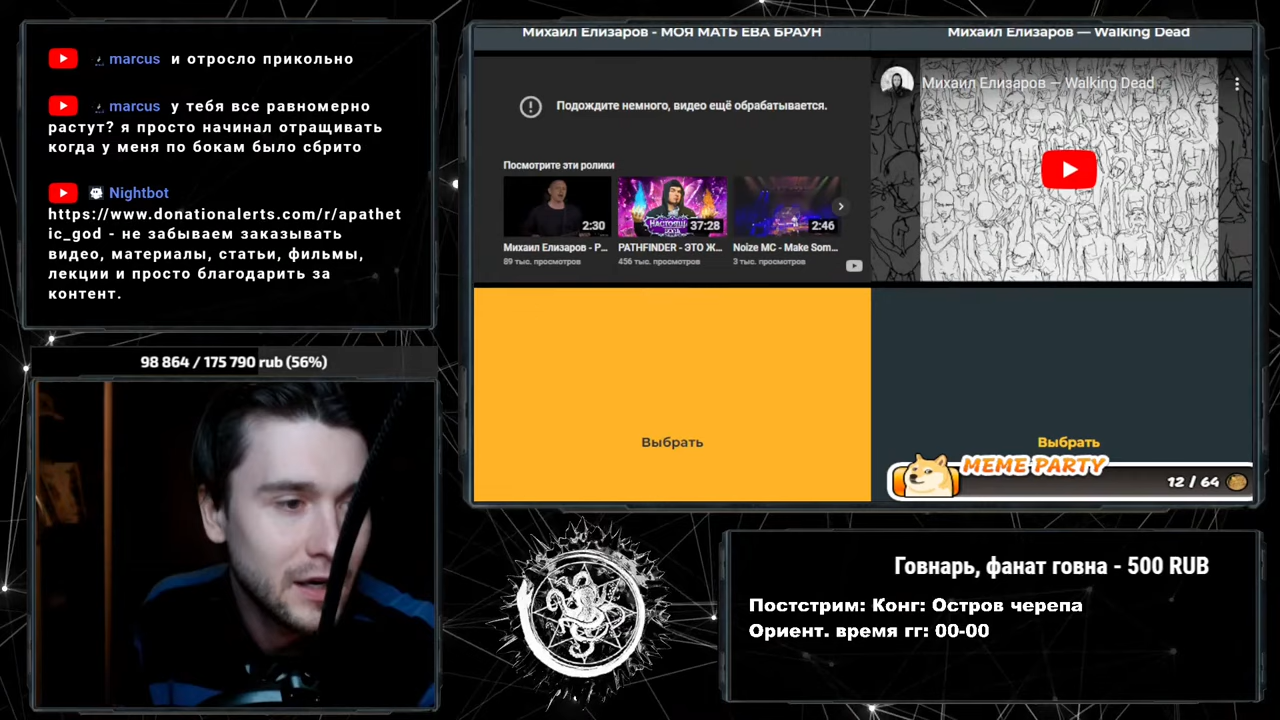 marcus и отросло прикольно
marcus у тебя все равномерно
растут? я просто начинал отращивать
когда у меня по бокам было сбрито
Nightbot
https://www.donationalerts.com/r/apathet
ic_god - не забываем заказывать
видео, материалы, статьи, фильмы,
лекции и просто благодарить за
контент.
98 864 / 175 790 rub (56%)
Михаил Елизаров - МОЯ МАТЬ ЕВА БРАУН
Михаил Елизаров — Walking Dead
Подождите немного, видео ещё обрабатывается.
Посмотрите эти ролики
2:30
37:28
2:46
Михаил Елизаров - Р...
PATHFINDER - ЭТО Ж...
Noize MC - Make Som...
89 тыс. просмотров
456 тыс. просмотров
3 тыс. просмотров
Михаил Елизаров — Walking Dead
Выбрать
Выбрать
MEME PARTY
12 / 64
Говнарь, фанат говна - 500 RUB
Постстрим: Конг: Остров черепа
Ориент. время гг: 00-00